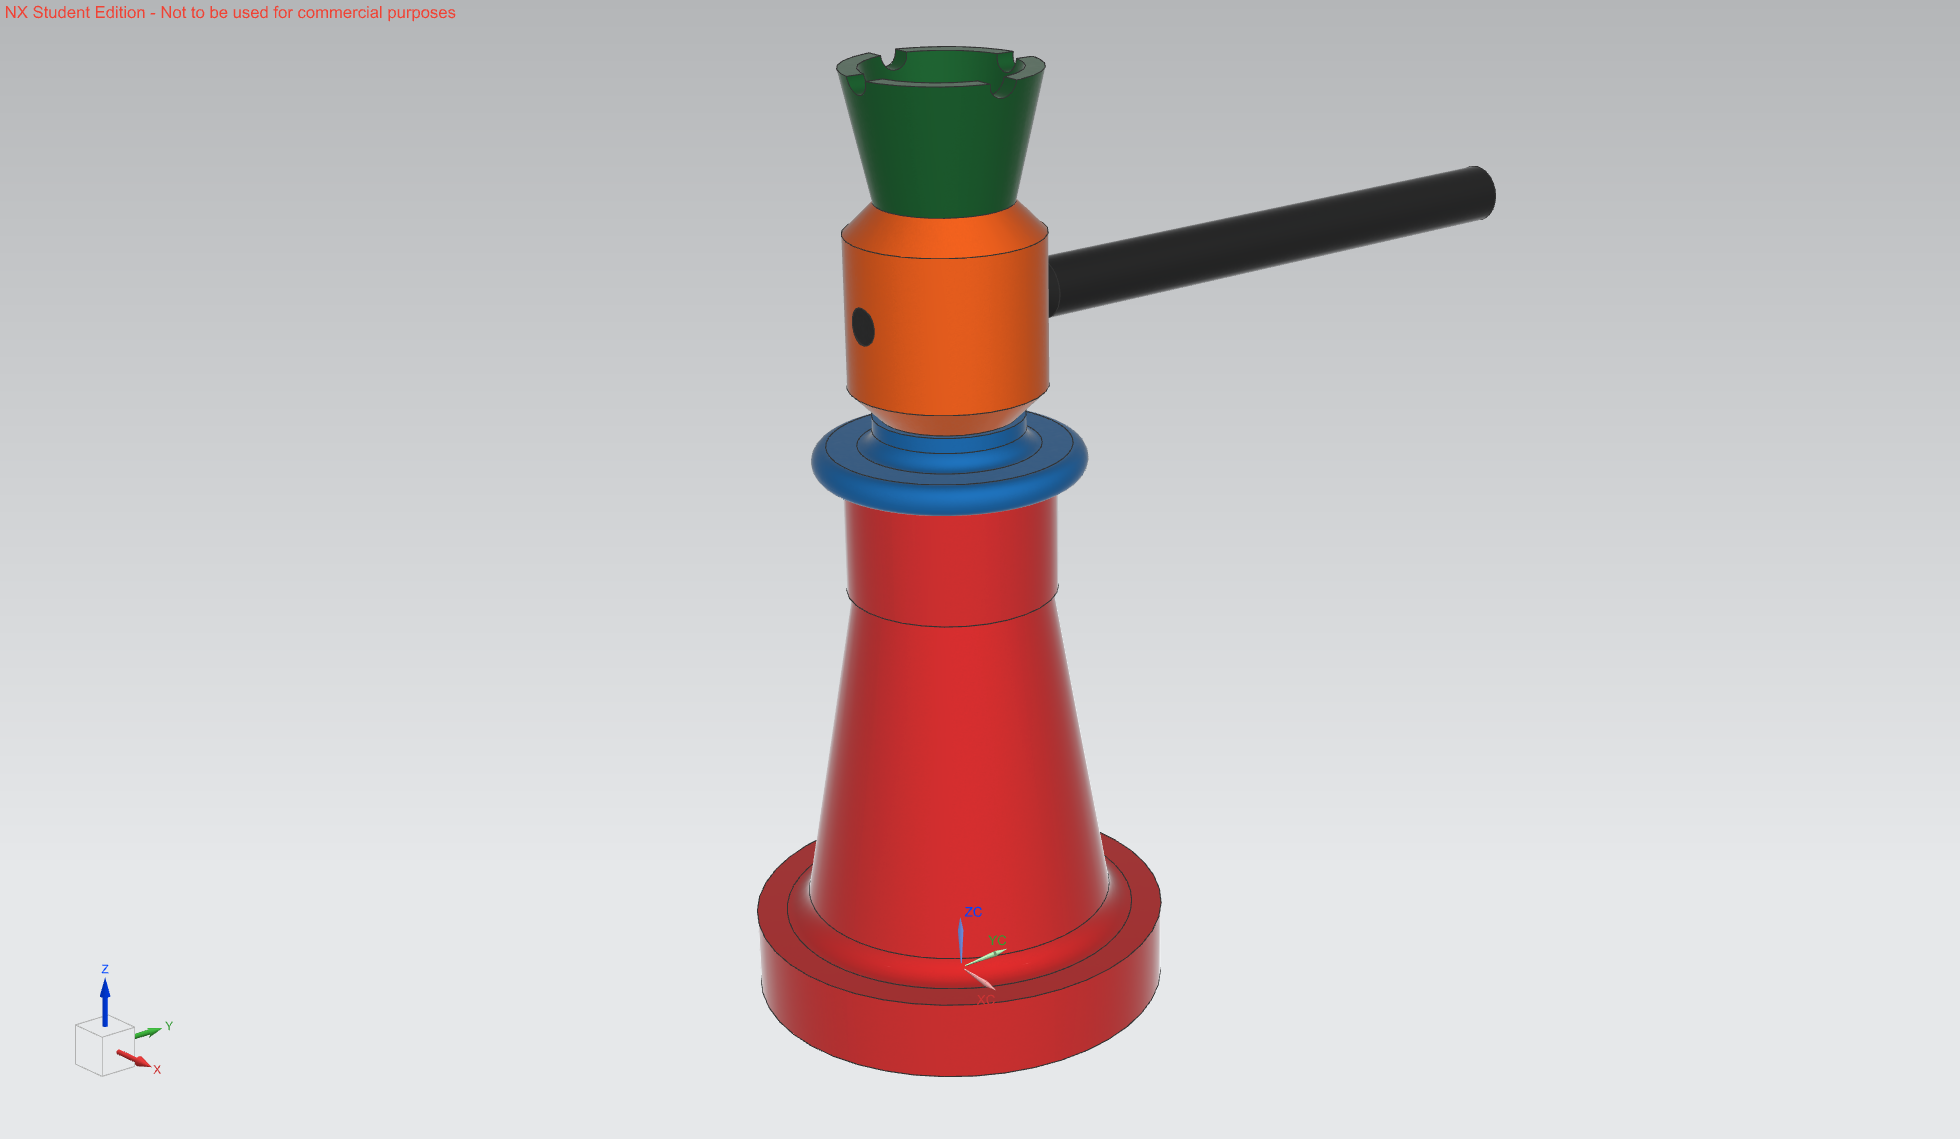 NX Student Edition - Not to be used for commercial purposes
ZC
YC
XC
Z
Y
X